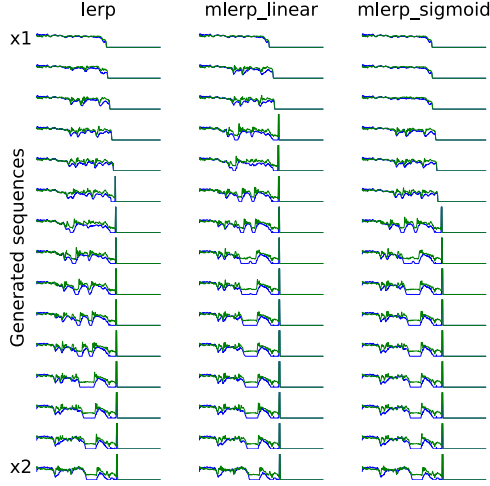 lerp
mlerp_linear
mlerp_sigmoid
x1
Generated sequences
x2